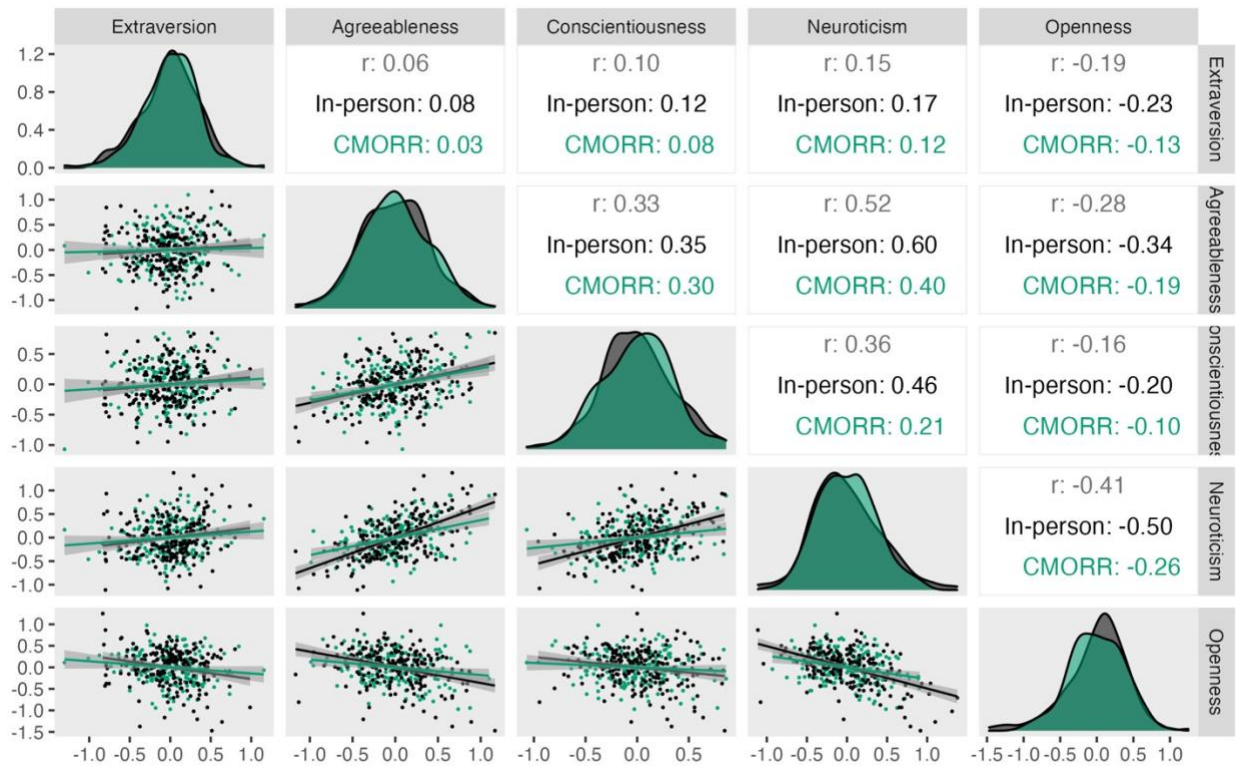 Extraversion Agreeableness Conscientiousness Neuroticism Openness
1.2 r: 0.06 r: 0.10 r: 0.15 r: -0.19 Extraversion
0.8 In-person: 0.08 In-person: 0.12 In-person: 0.17 In-person: -0.23
0.4 CMORR: 0.03 CMORR: 0.08 CMORR: 0.12 CMORR: -0.13
0.0
1.0 r: 0.33 r: 0.52 r: -0.28 Agreeableness
0.5 In-person: 0.35 In-person: 0.60 In-person: -0.34
0.0
-0.5 CMORR: 0.30 CMORR: 0.40 CMORR: -0.19
-1.0
0.5 r: 0.36 r: -0.16 onscientiousnes
0.0 In-person: 0.46 In-person: -0.20
-0.5 CMORR: 0.21 CMORR: -0.10
-1.0
1.0 r: -0.41 Neuroticism
0.5 In-person: -0.50
0.0
-0.5 CMORR: -0.26
-1.0
1.0 Openness
0.5
0.0
-0.5
-1.0
-1.5
-1.0 -0.5 0.0 0.5 1.0 -1.0 -0.5 0.0 0.5 1.0 -1.0 -0.5 0.0 0.5 -1.0 -0.5 0.0 0.5 1.0 -1.5 -1.0 -0.5 0.0 0.5 1.0